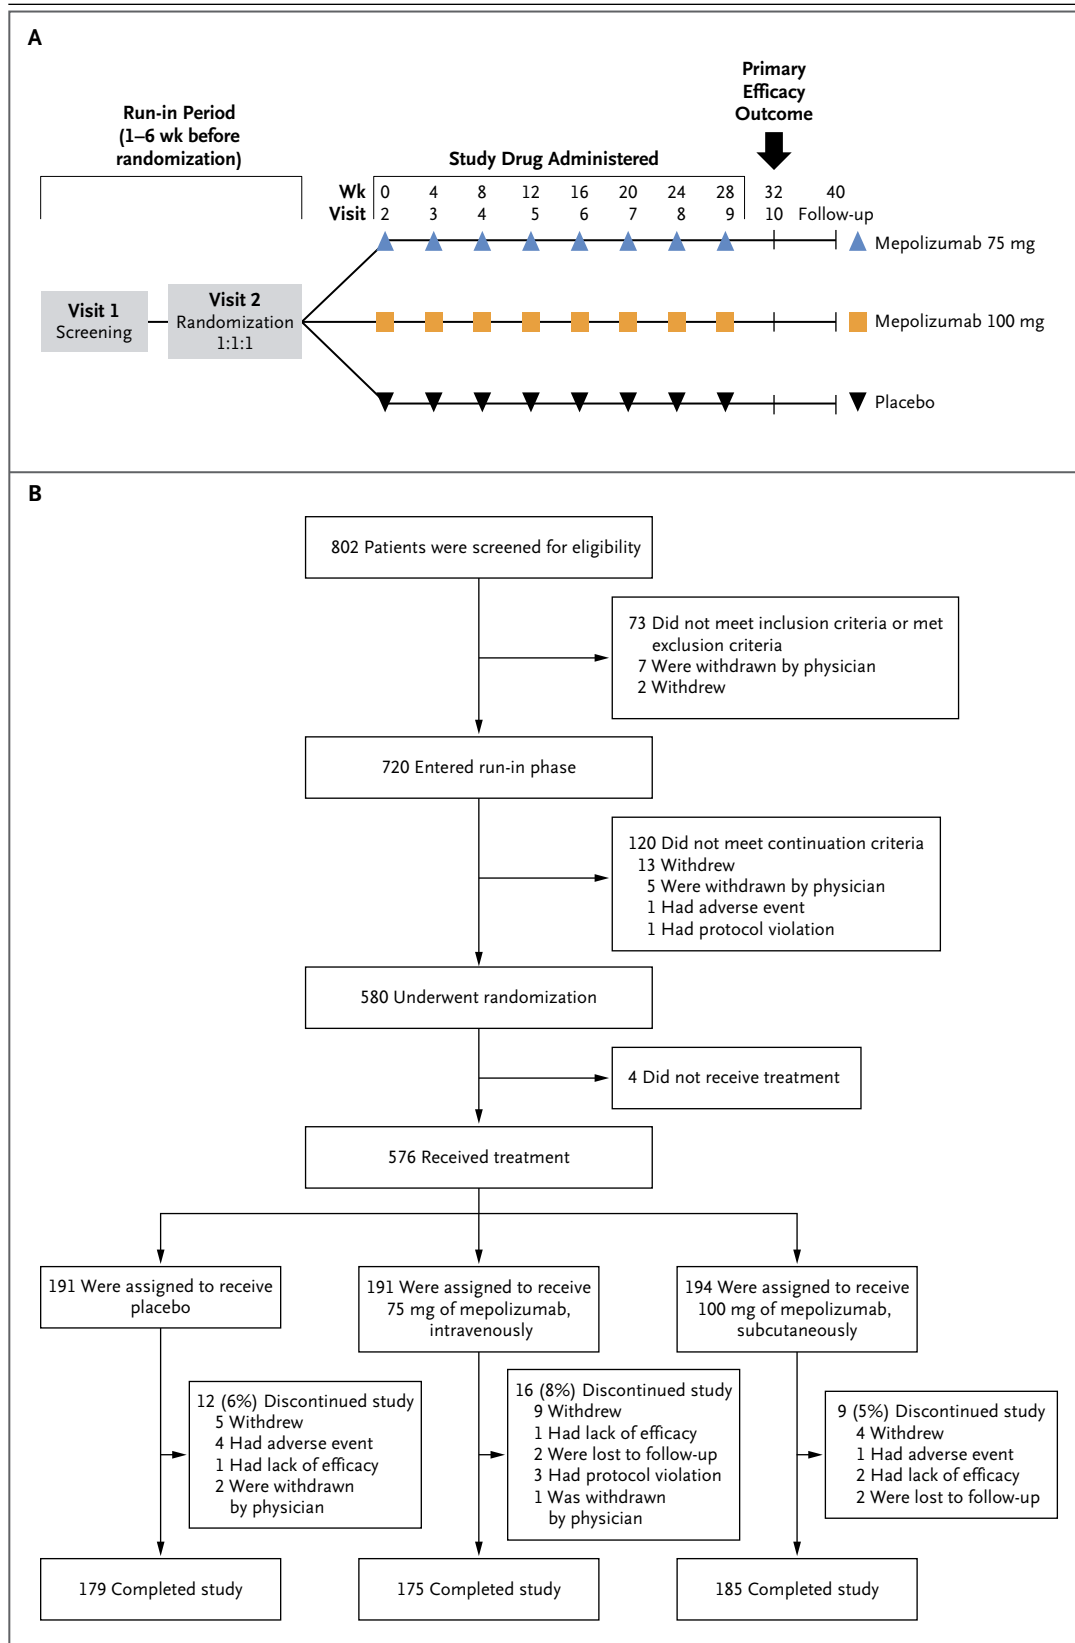 A
Primary
Efficacy
Outcome
Run-in Period
(1–6 wk before
randomization)
Study Drug Administered
Wk 0 4 8 12 16 20 24 28 32 40
Visit 2 3 4 5 6 7 8 9 10 Follow-up
Mepolizumab 75 mg
Visit 1
Screening
Visit 2
Randomization
1:1:1
Mepolizumab 100 mg
Placebo
B
802 Patients were screened for eligibility
73 Did not meet inclusion criteria or met
exclusion criteria
7 Were withdrawn by physician
2 Withdrew
720 Entered run-in phase
120 Did not meet continuation criteria
13 Withdrew
5 Were withdrawn by physician
1 Had adverse event
1 Had protocol violation
580 Underwent randomization
4 Did not receive treatment
576 Received treatment
191 Were assigned to receive
placebo
191 Were assigned to receive
75 mg of mepolizumab,
intravenously
194 Were assigned to receive
100 mg of mepolizumab,
subcutaneously
12 (6%) Discontinued study
5 Withdrew
4 Had adverse event
1 Had lack of efficacy
2 Were withdrawn
by physician
16 (8%) Discontinued study
9 Withdrew
1 Had lack of efficacy
2 Were lost to follow-up
3 Had protocol violation
1 Was withdrawn
by physician
9 (5%) Discontinued study
4 Withdrew
1 Had adverse event
2 Had lack of efficacy
2 Were lost to follow-up
179 Completed study
175 Completed study
185 Completed study